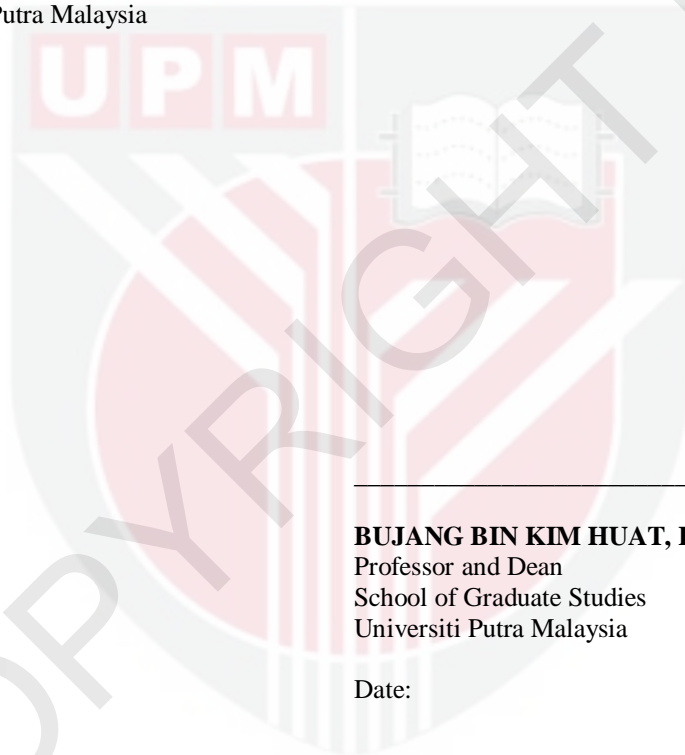 Putra Malaysia
UPM
BUJANG BIN KIM HUAT,
Professor and Dean
School of Graduate Studies
Universiti Putra Malaysia
Date:
COPYRIGHT